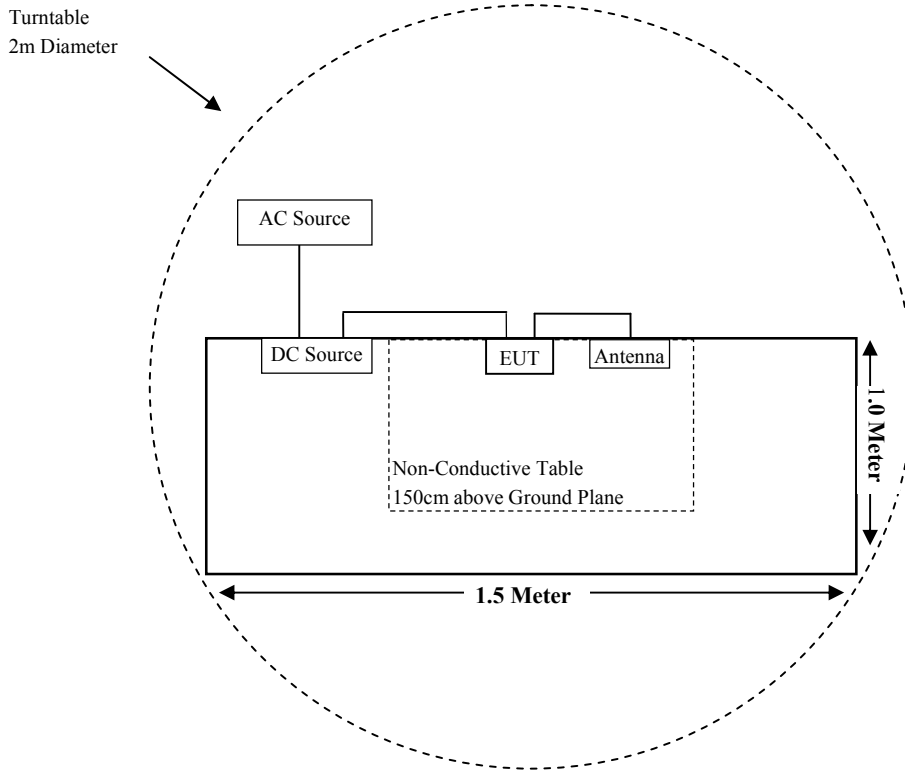 Turntable
2m Diameter
AC Source
DC Source
EUT
Antenna
1.0 Meter
Non-Conductive Table
150cm above Ground Plane
1.5 Meter